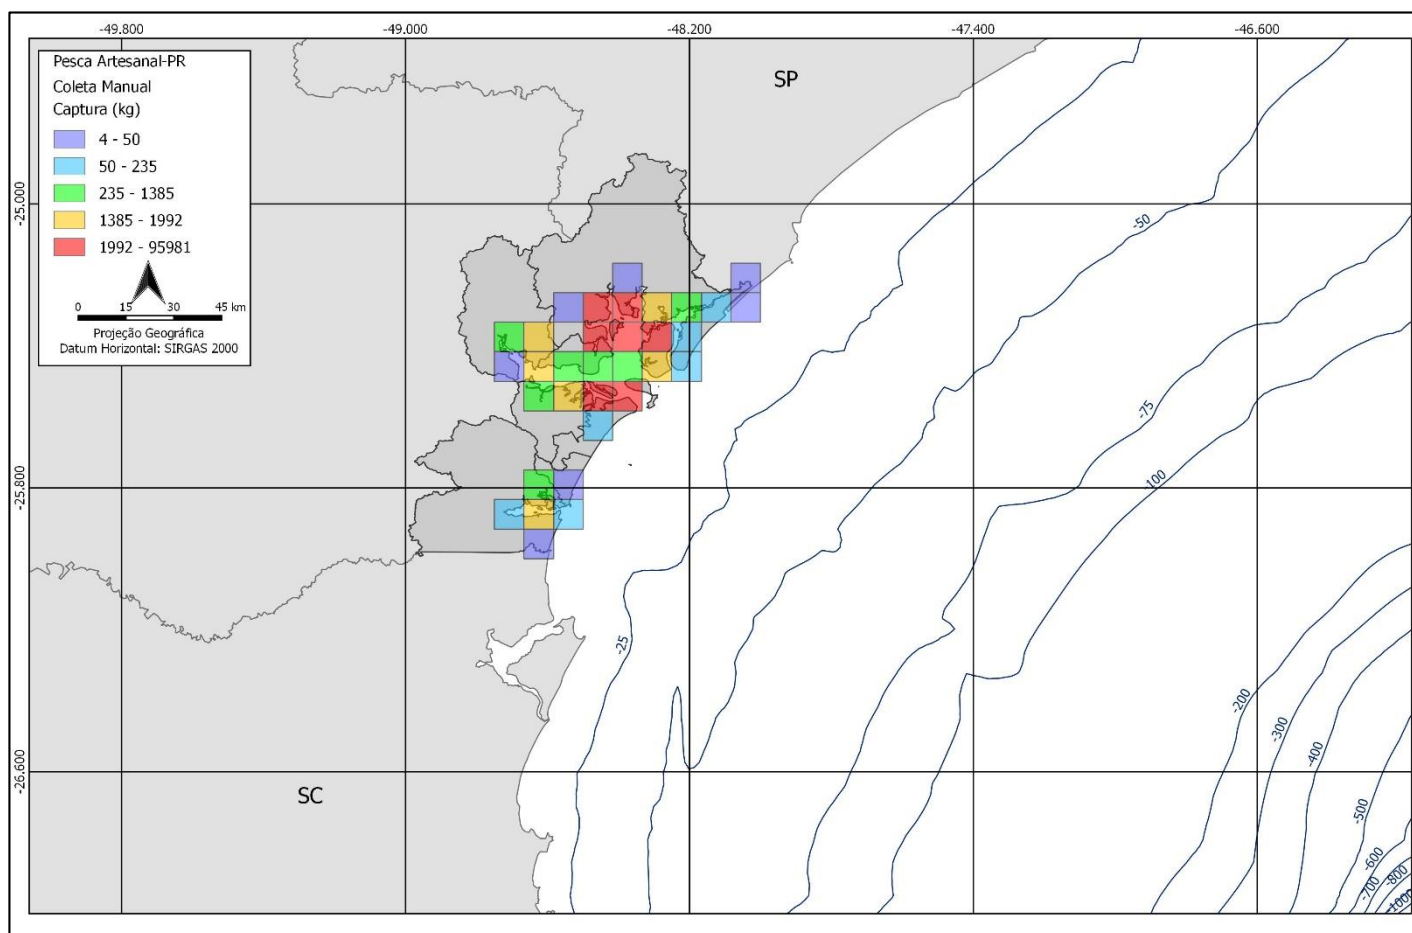 -49.800
-49.000
-48.200
-47.400
-46.600
Pesca Artesanal-PR
Coleta Manual
Captura (kg)
4 - 50
50 - 235
235 - 1385
1385 - 1992
1992 - 95981
0 15 30 45 km
Projeção Geográfica
Datum Horizontal: SIRGAS 2000
SP
-25.000
-50
-75
-100
-25.800
-25
-200
-300
-400
-26.600
SC
-500
-600
-800
-700
-1000